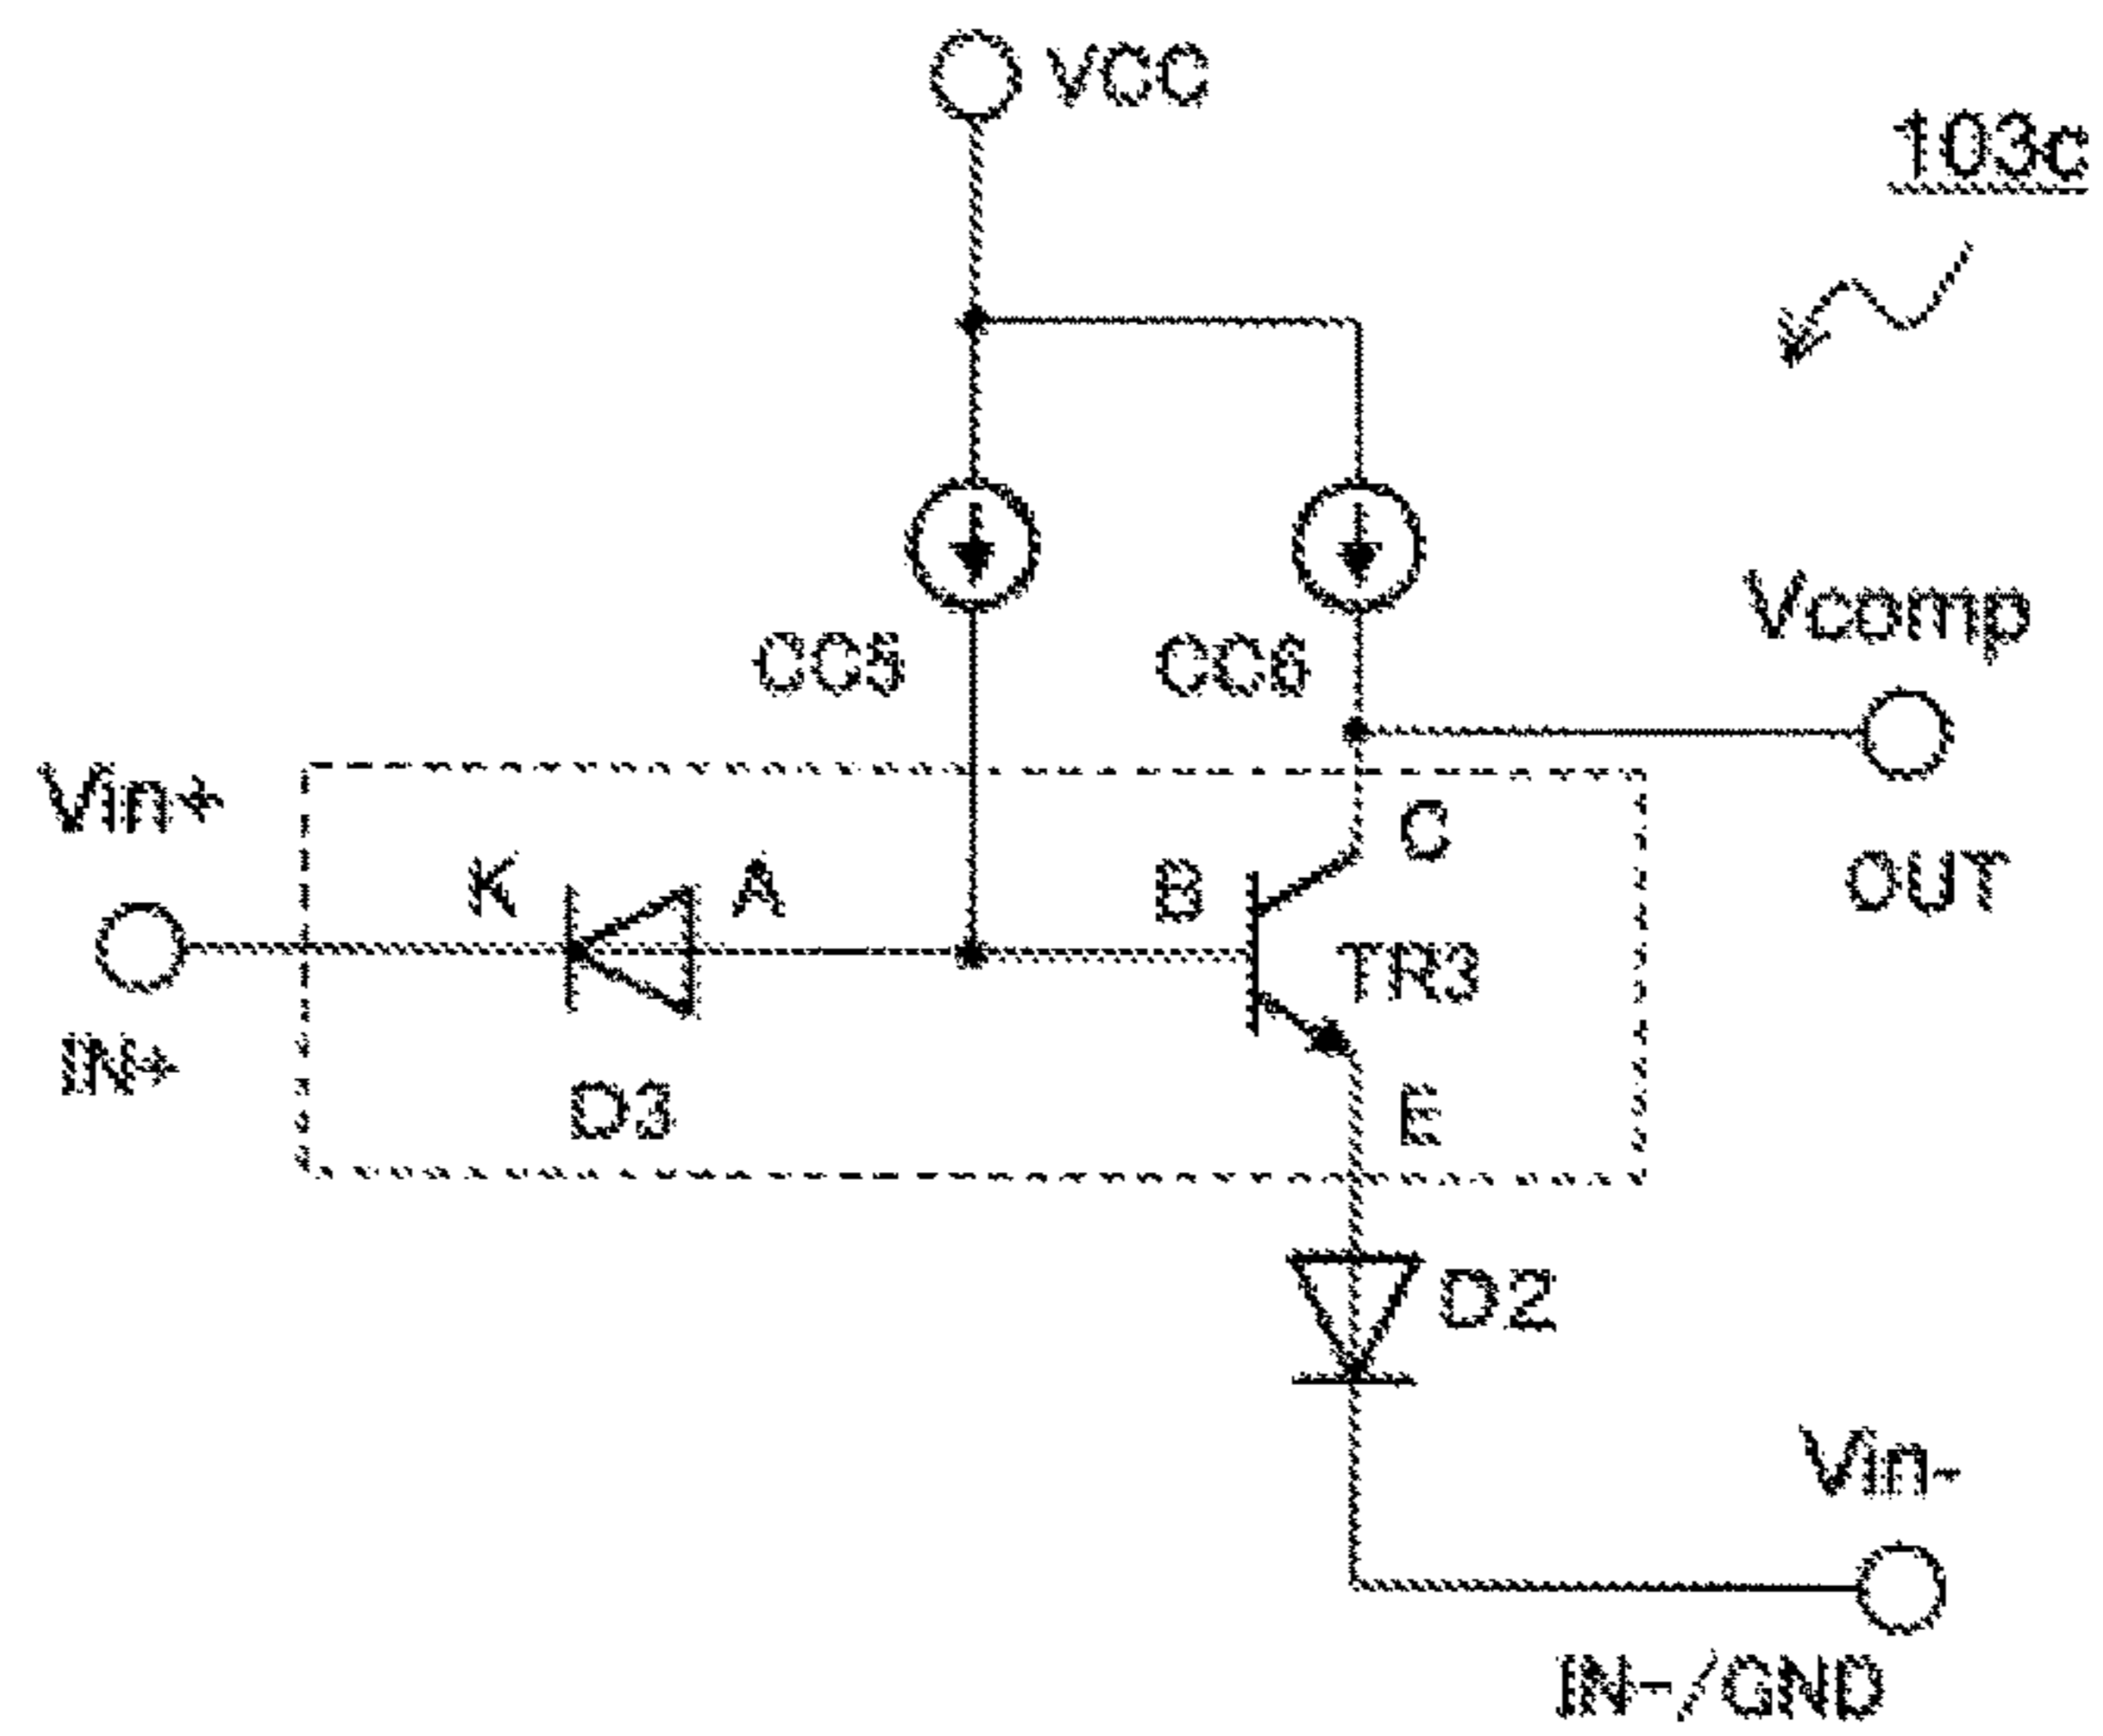 VCC
103c
CC5
CC6
Vcomp
OUT
Vin+
IN+
K
A
D3
B
C
TR3
E
D2
Vin-
IN-/GND